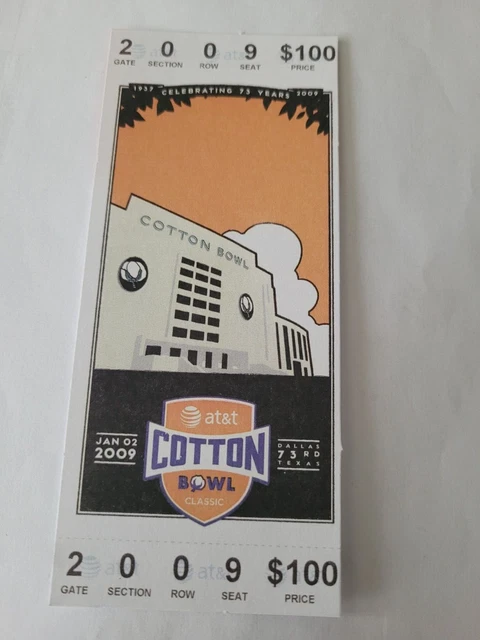 2 0 0 9 $100
GATE SECTION ROW SEAT PRICE
1937 CELEBRATING 73 YEARS 2009
COTTON BOWL
at&t
COTTON
BOWL
CLASSIC
JAN 02
2009
DALLAS
73RD
TEXAS
2 0 0 9 $100
GATE SECTION ROW SEAT PRICE